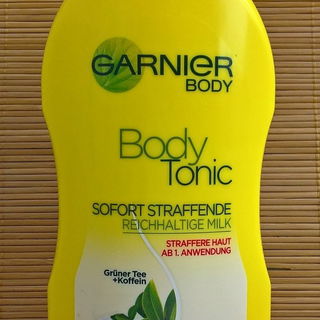 GARNIER
BODY
Body
Tonic
SOFORT STRAFFENDE
REICHHALTIGE MILK
STRAFFERE HAUT
AB 1. ANWENDUNG
Grüner Tee
+Koffein